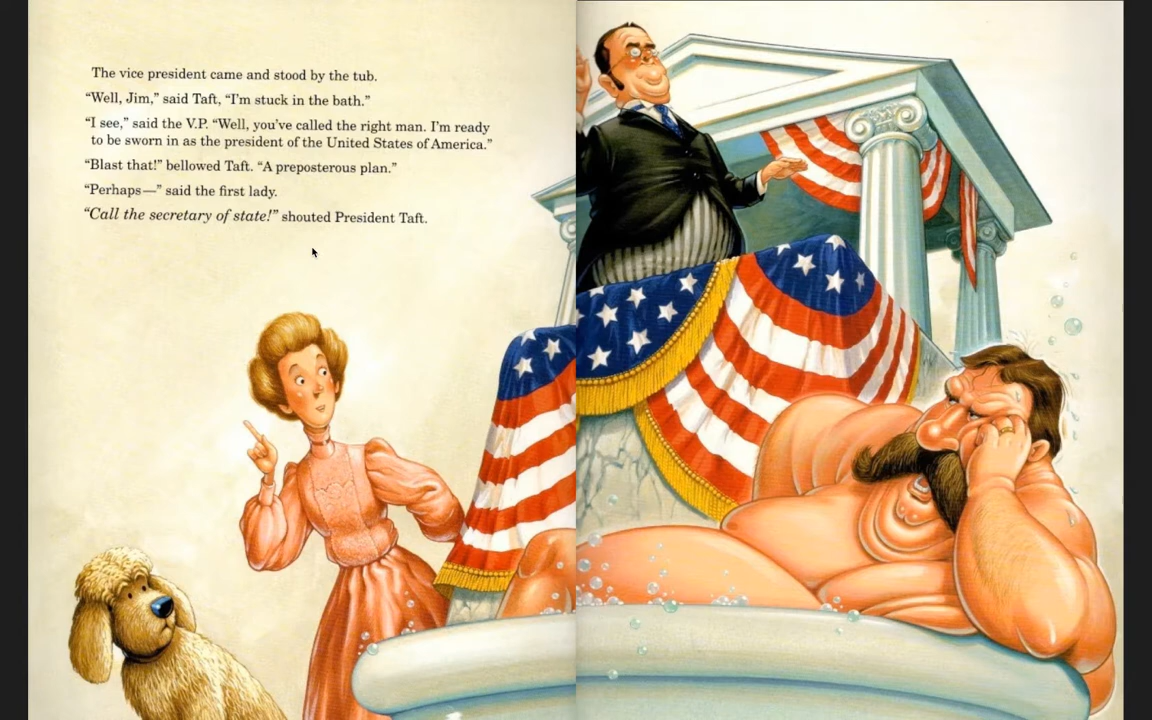 The vice president came and stood by the tub.
“Well, Jim,” said Taft, “I’m stuck in the bath.”
“I see,” said the V.P. “Well, you’ve called the right man. I’m ready
to be sworn in as the president of the United States of America.”
“Blast that!” bellowed Taft. “A preposterous plan.”
“Perhaps—” said the first lady.
“Call the secretary of state!” shouted President Taft.